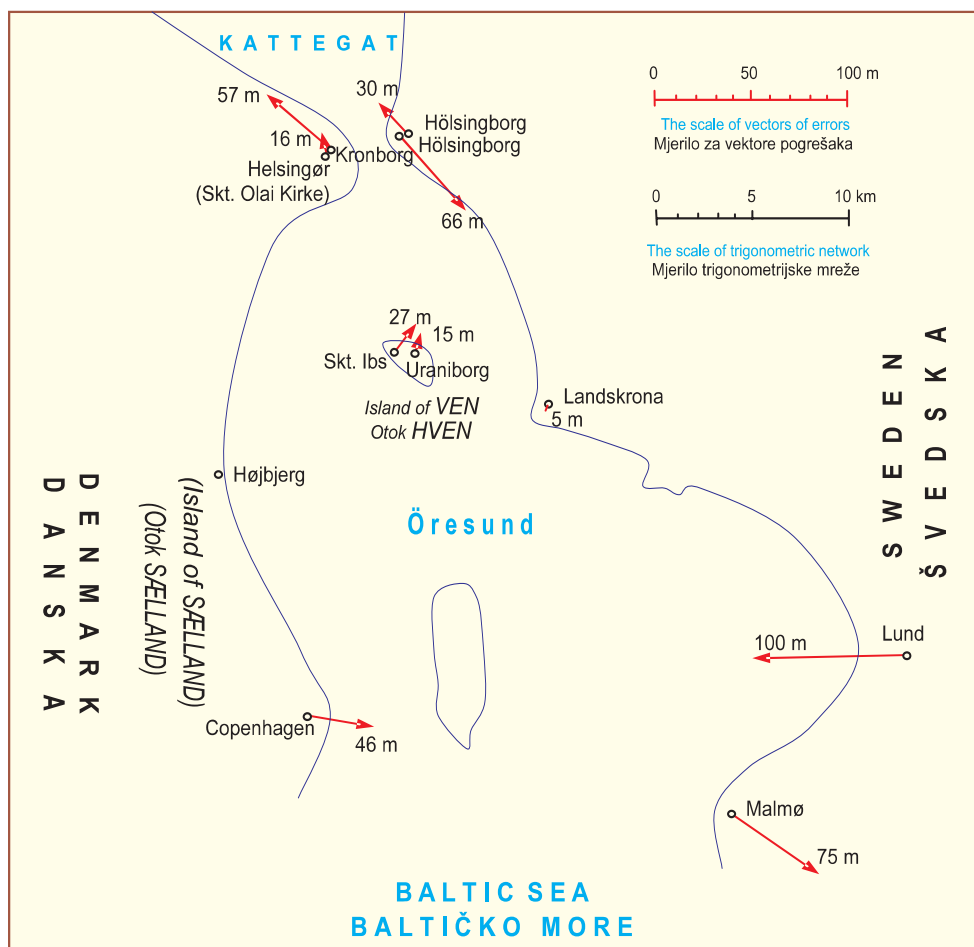 KATTEGAT
57 m
30 m
16 m
Hölsingborg
Hölsingborg
Kronborg
Helsingør
(Skt. Olai Kirke)
66 m
0 50 100 m
The scale of vectors of errors
Mjerilo za vektore pogrešaka
0 5 10 km
The scale of trigonometric network
Mjerilo trigonometrijske mreže
27 m
15 m
Skt. Ibs
Uraniborg
Island of VEN
Otok HVEN
Landskrona
5 m
SWEDEN
ŠVEDSKA
Højbjerg
DENMARK
DANSKA
(Island of SÆLLAND)
(Otok SÆLLAND)
Öresund
100 m
Lund
Copenhagen
46 m
Malmø
75 m
BALTIC SEA
BALTIČKO MORE